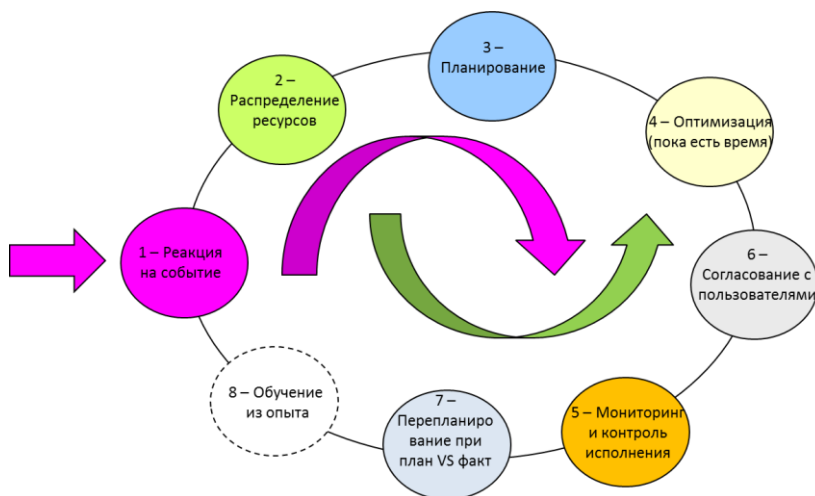 1 – Реакция
на событие
2 –
Распределение
ресурсов
3 –
Планирование
4 – Оптимизация
(пока есть время)
6 –
Согласование с
пользователями
5 – Мониторинг
и контроль
исполнения
7 –
Перепланиро
вание при
план VS факт
8 – Обучение
из опыта